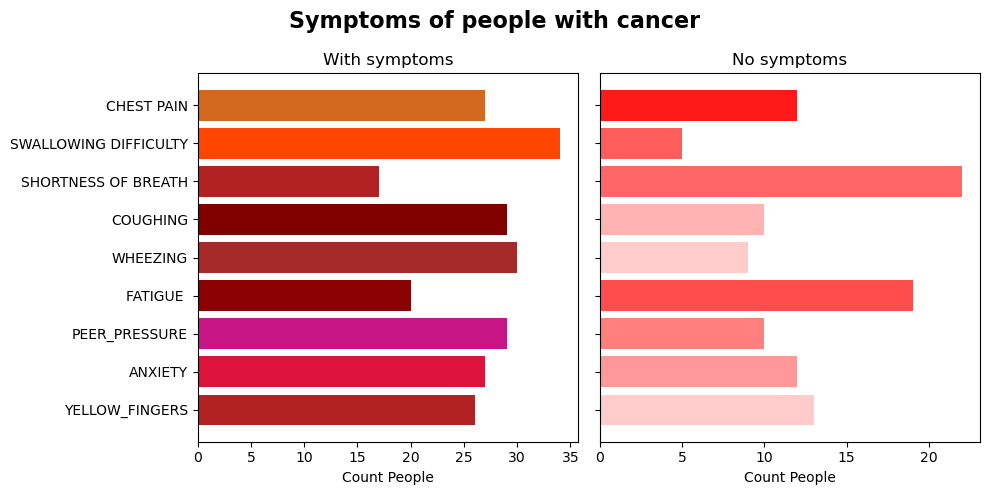 Symptoms of people with cancer
With symptoms
No symptoms
CHEST PAIN
SWALLOWING DIFFICULTY
SHORTNESS OF BREATH
COUGHING
WHEEZING
FATIGUE
PEER_PRESSURE
ANXIETY
YELLOW_FINGERS
0 5 10 15 20 25 30 35
0 5 10 15 20
Count People
Count People